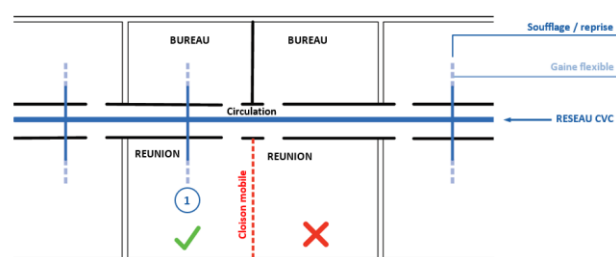 Soufflage / reprise
BUREAU
BUREAU
Gaine flexible
Circulation
RESEAU CVC
REUNION
REUNION
Cloison mobile
1